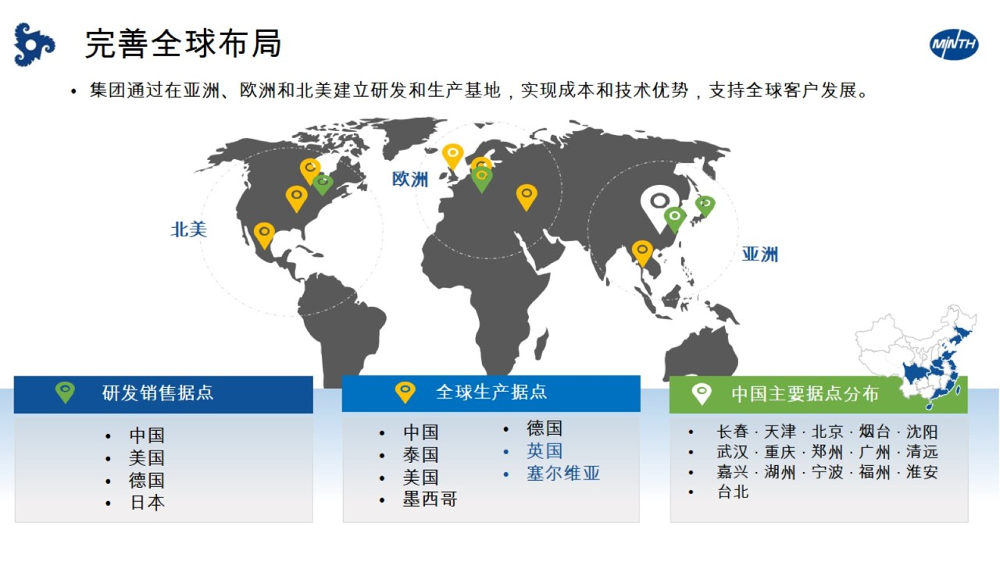 完善全球布局
MINTH
• 集团通过在亚洲、欧洲和北美建立研发和生产基地，实现成本和技术优势，支持全球客户发展。
欧洲
北美
亚洲
研发销售据点
• 中国
• 美国
• 德国
• 日本
全球生产据点
• 中国
• 泰国
• 美国
• 墨西哥
• 德国
• 英国
• 塞尔维亚
中国主要据点分布
• 长春 · 天津 · 北京 · 烟台 · 沈阳
• 武汉 · 重庆 · 郑州 · 广州 · 清远
• 嘉兴 · 湖州 · 宁波 · 福州 · 淮安
• 台北